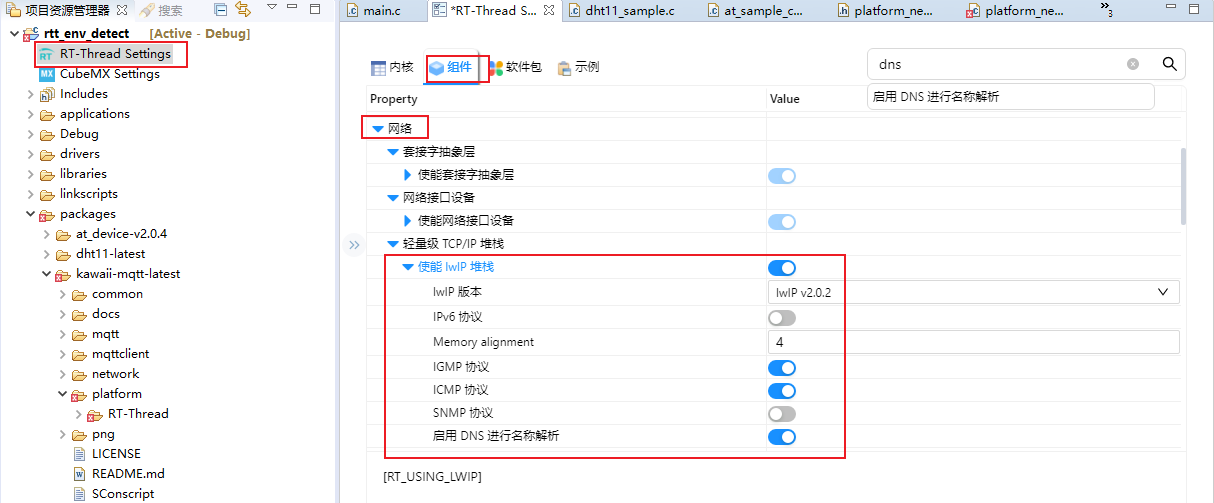 项目资源管理器
搜索
rtt_env_detect [Active - Debug]
RT-Thread Settings
CubeMX Settings
Includes
applications
Debug
drivers
libraries
linkscripts
packages
at_device-v2.0.4
dht11-latest
kawaii-mqtt-latest
common
docs
mqtt
mqttclient
network
platform
RT-Thread
png
LICENSE
README.md
SConscript
main.c
*RT-Thread S...
dht11_sample.c
at_sample_c...
platform_ne...
platform_ne...
3
内核
组件
软件包
示例
dns
启用 DNS 进行名称解析
Property
Value
网络
套接字抽象层
使能套接字抽象层
网络接口设备
使能网络接口设备
轻量级 TCP/IP 堆栈
使能 lwIP 堆栈
lwIP 版本
lwIP v2.0.2
IPv6 协议
Memory alignment
4
IGMP 协议
ICMP 协议
SNMP 协议
启用 DNS 进行名称解析
[RT_USING_LWIP]